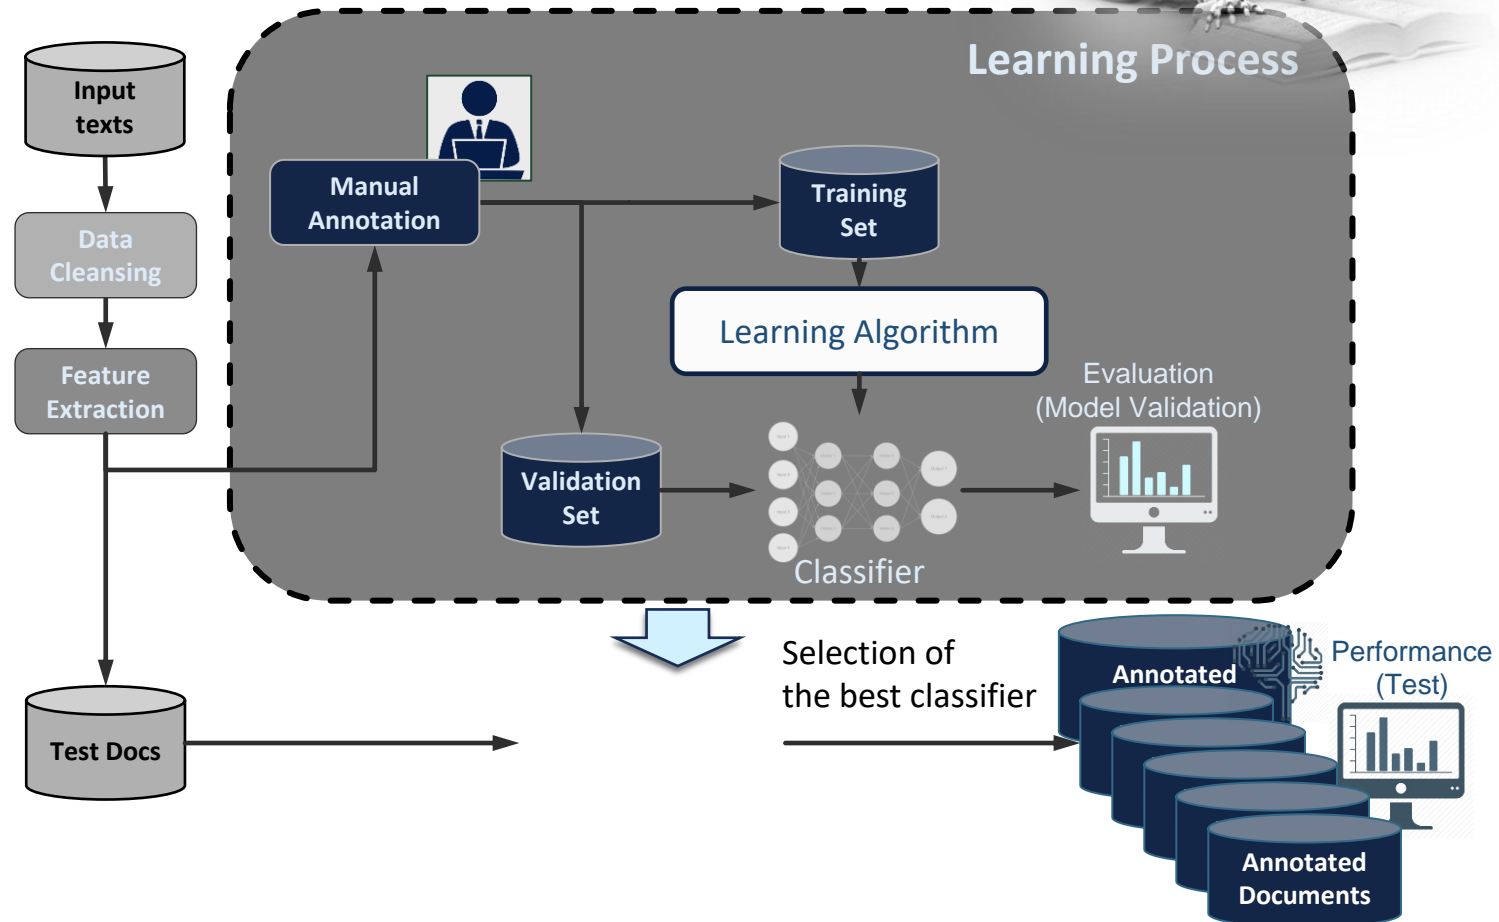 Learning Process
Input
texts
Data
Cleansing
Feature
Extraction
Manual
Annotation
Training
Set
Learning Algorithm
Evaluation
(Model Validation)
Validation
Set
Classifier
Selection of
the best classifier
Test Docs
Annotated
Performance
(Test)
Annotated
Documents